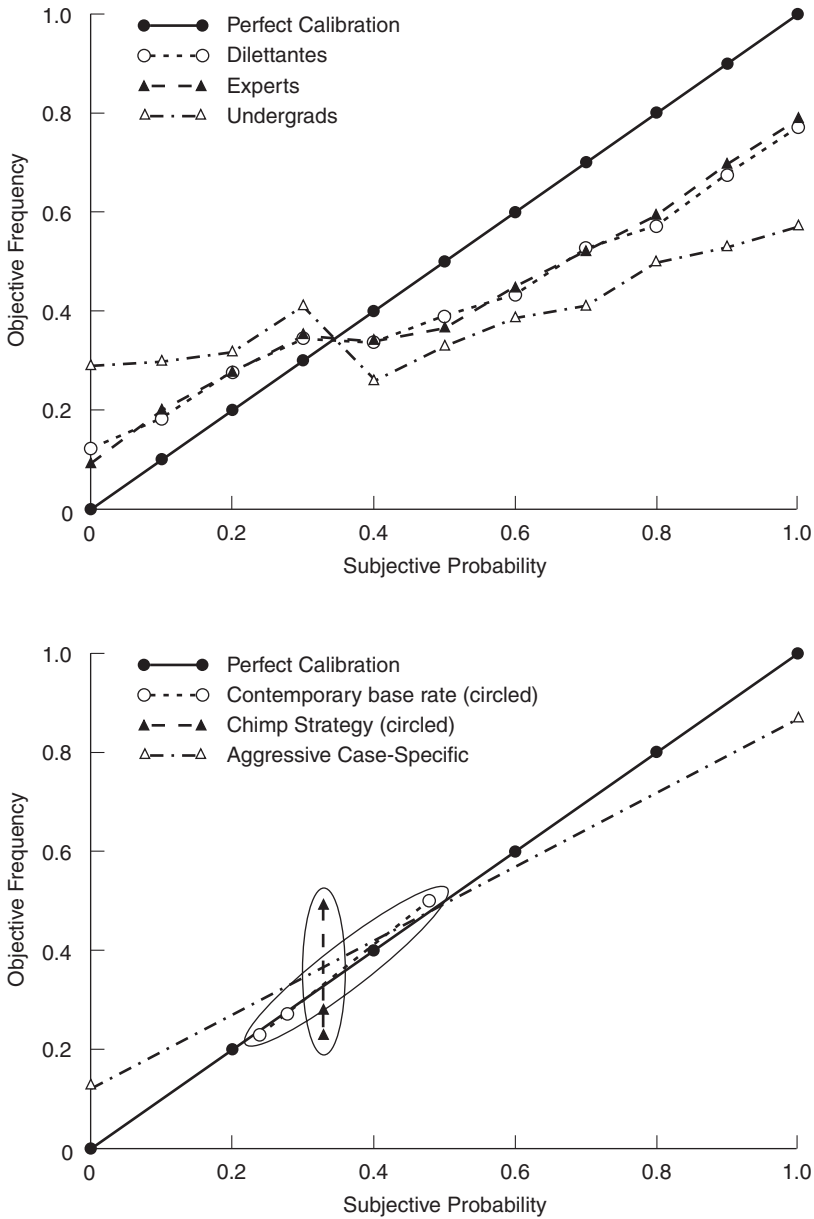 1.0
Perfect Calibration
Dilettantes
Experts
Undergrads
0.8
0.6
0.4
0.2
0
Objective Frequency
0 0.2 0.4 0.6 0.8 1.0
Subjective Probability
1.0
Perfect Calibration
Contemporary base rate (circled)
Chimp Strategy (circled)
Aggressive Case-Specific
0.8
0.6
0.4
0.2
0
Objective Frequency
0 0.2 0.4 0.6 0.8 1.0
Subjective Probability